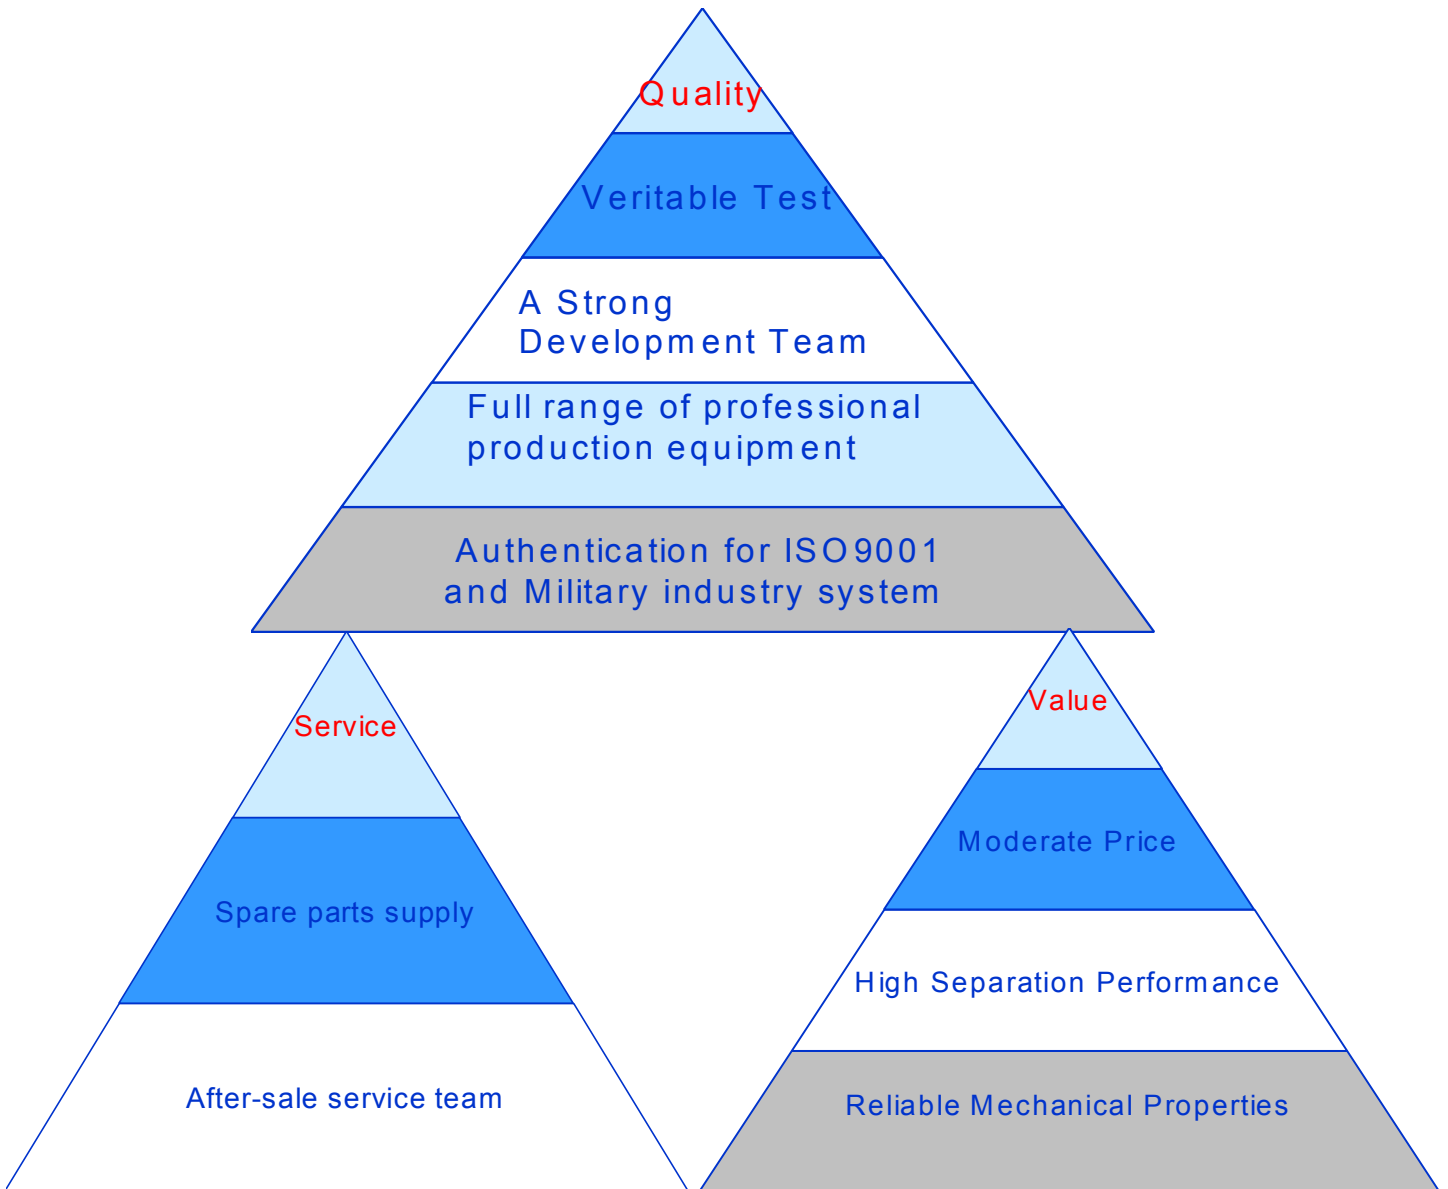 Quality
Veritable Test
A Strong
Development Team
Full range of professional
production equipment
Authentication for ISO9001
and Military industry system
Service
Spare parts supply
After-sale service team
Value
Moderate Price
High Separation Performance
Reliable Mechanical Properties